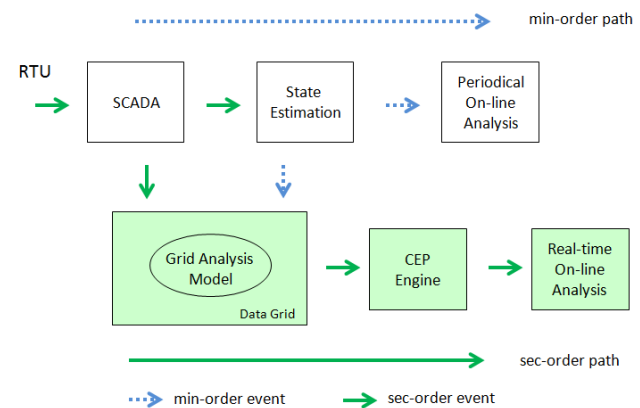 min-order path
RTU
SCADA
State
Estimation
Periodical
On-line
Analysis
Grid Analysis
Model
Data Grid
CEP
Engine
Real-time
On-line
Analysis
sec-order path
min-order event
sec-order event